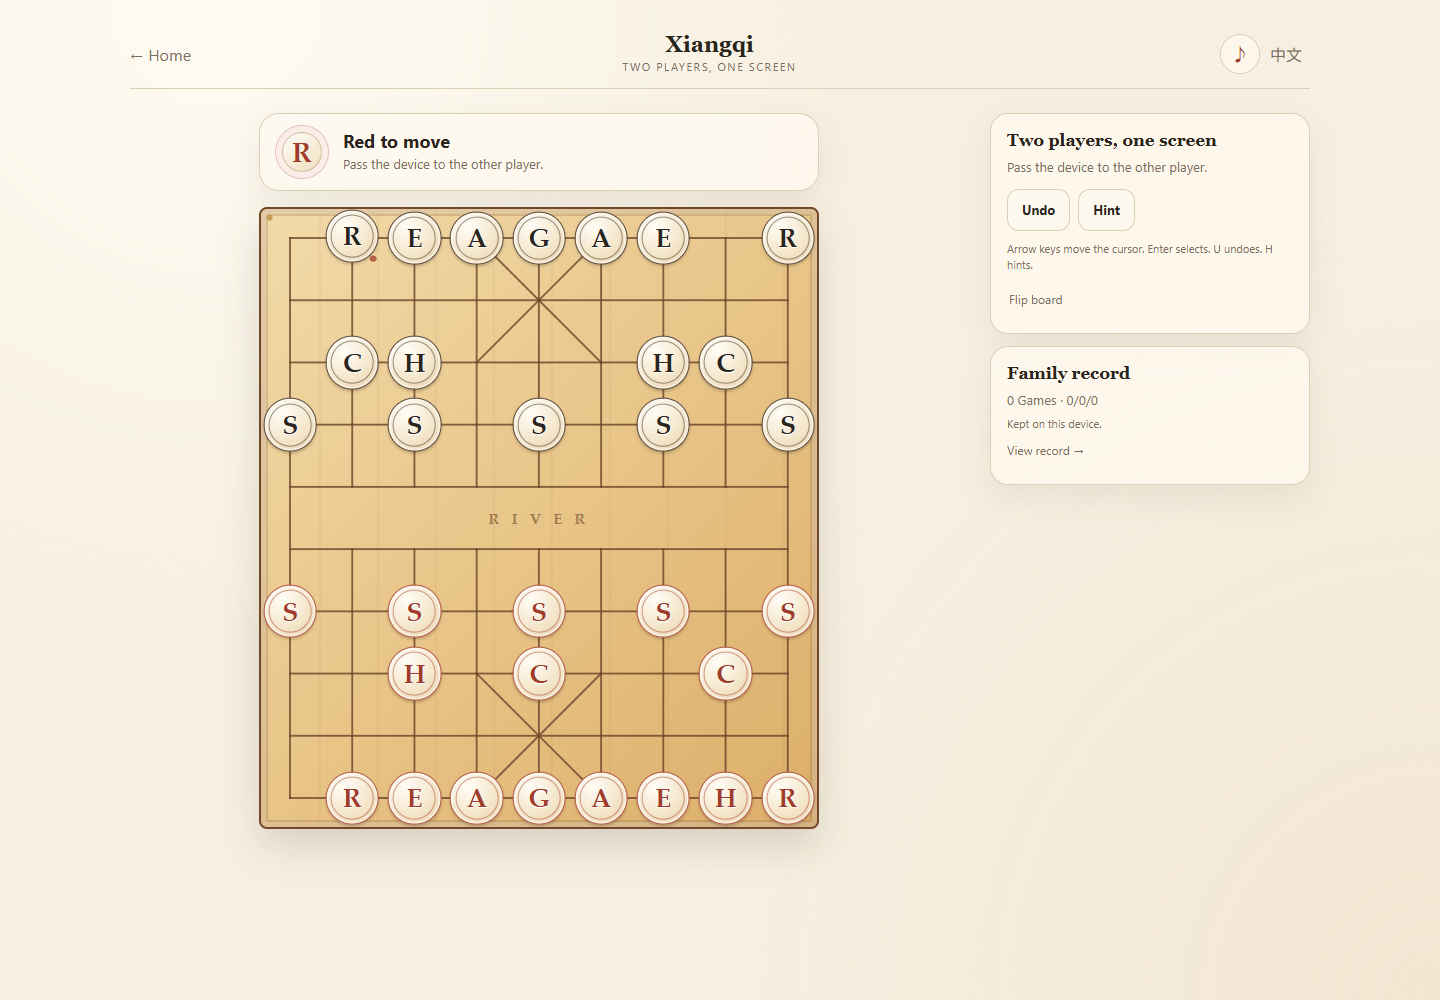 ← Home
Xiangqi
TWO PLAYERS, ONE SCREEN
♪ 中文
R
Red to move
Pass the device to the other player.
R E A G A E R
C H H C
S S S S S
RIVER
S S S S S
H C C
R E A G A E H R
Two players, one screen
Pass the device to the other player.
Undo Hint
Arrow keys move the cursor. Enter selects. U undoes. H
hints.
Flip board
Family record
0 Games · 0/0/0
Kept on this device.
View record →